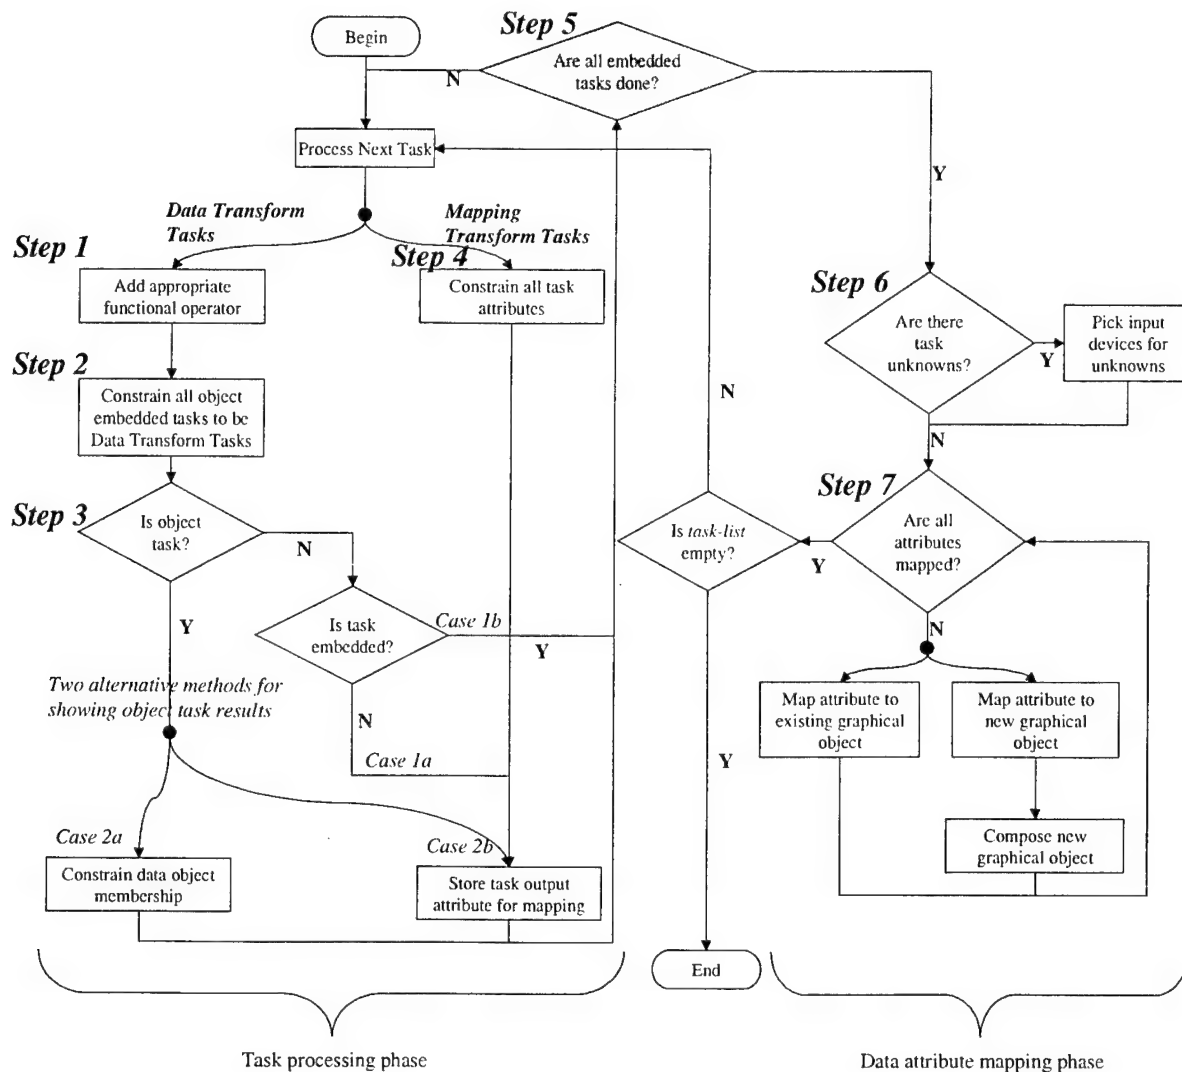 Step 5
Begin
Are all embedded
tasks done?
N
Process Next Task
Y
Data Transform
Tasks
Mapping
Transform Tasks
Step 1
Step 4
Add appropriate
functional operator
Constrain all task
attributes
Step 6
Are there
task
unknowns?
Y
Pick input
devices for
unknowns
Step 2
Constrain all object
embedded tasks to be
Data Transform Tasks
N
N
Step 3
Is object
task?
N
Step 7
Is task-list
empty?
Y
Are all
attributes
mapped?
Y
Is task
embedded?
Case 1b
Y
N
Two alternative methods for
showing object task results
N
Map attribute to
existing graphical
object
Map attribute to
new graphical
object
Case 1a
Y
Case 2a
Case 2b
Compose new
graphical object
Constrain data object
membership
Store task output
attribute for mapping
End
Task processing phase
Data attribute mapping phase